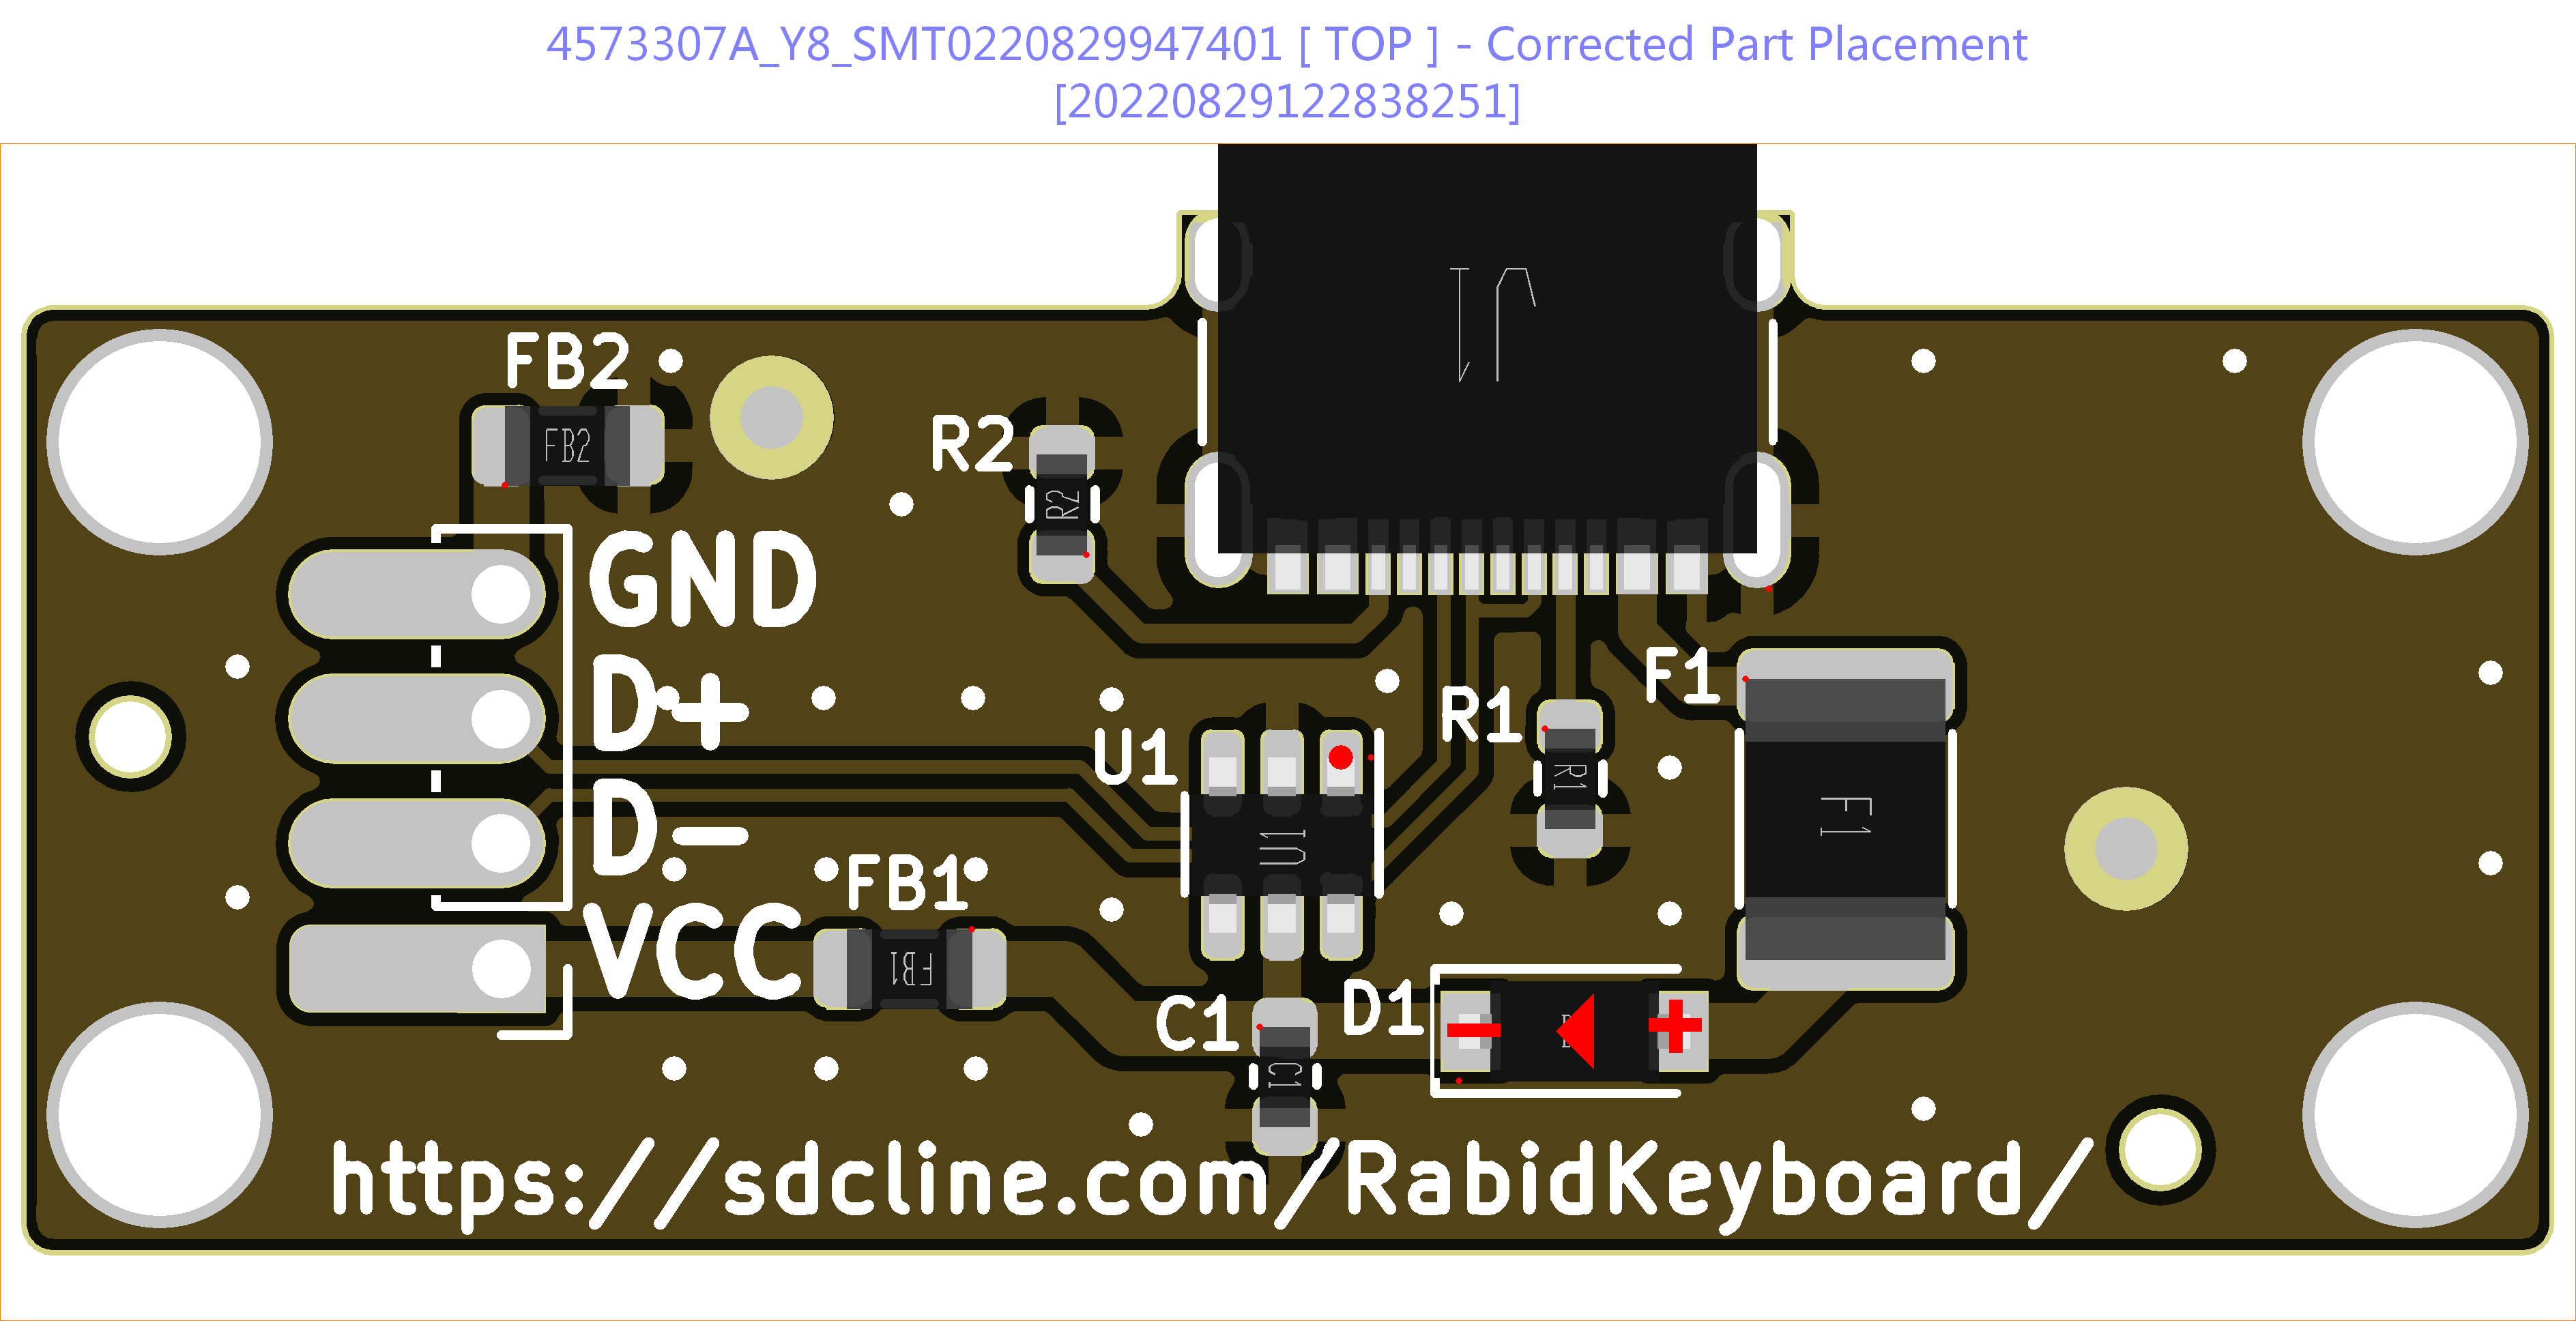 4573307A_Y8_SMT0220829947401 [ TOP ] - Corrected Part Placement
[20220829122838251]
J1
FB2
FB2
R2
R2
GND
D+
F1
R1
U1
R1
F1
U1
D-
FB1
VCC
FB1
D1
C1
- +
C1
https://sdcline.com/RabidKeyboard/